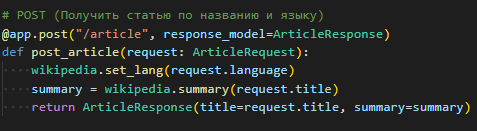 # POST (Получить статью по названию и языку)
@app.post("/article", response_model=ArticleResponse)
def post_article(request: ArticleRequest):
    wikipedia.set_lang(request.language)
    summary = wikipedia.summary(request.title)
    return ArticleResponse(title=request.title, summary=summary)